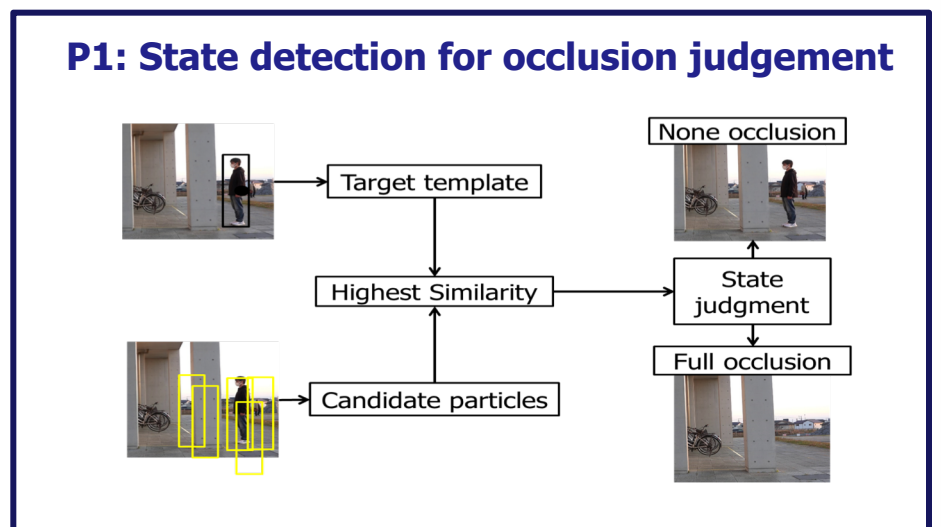 P1: State detection for occlusion judgement
None occlusion
Target template
Highest Similarity
State
judgment
Full occlusion
Candidate particles